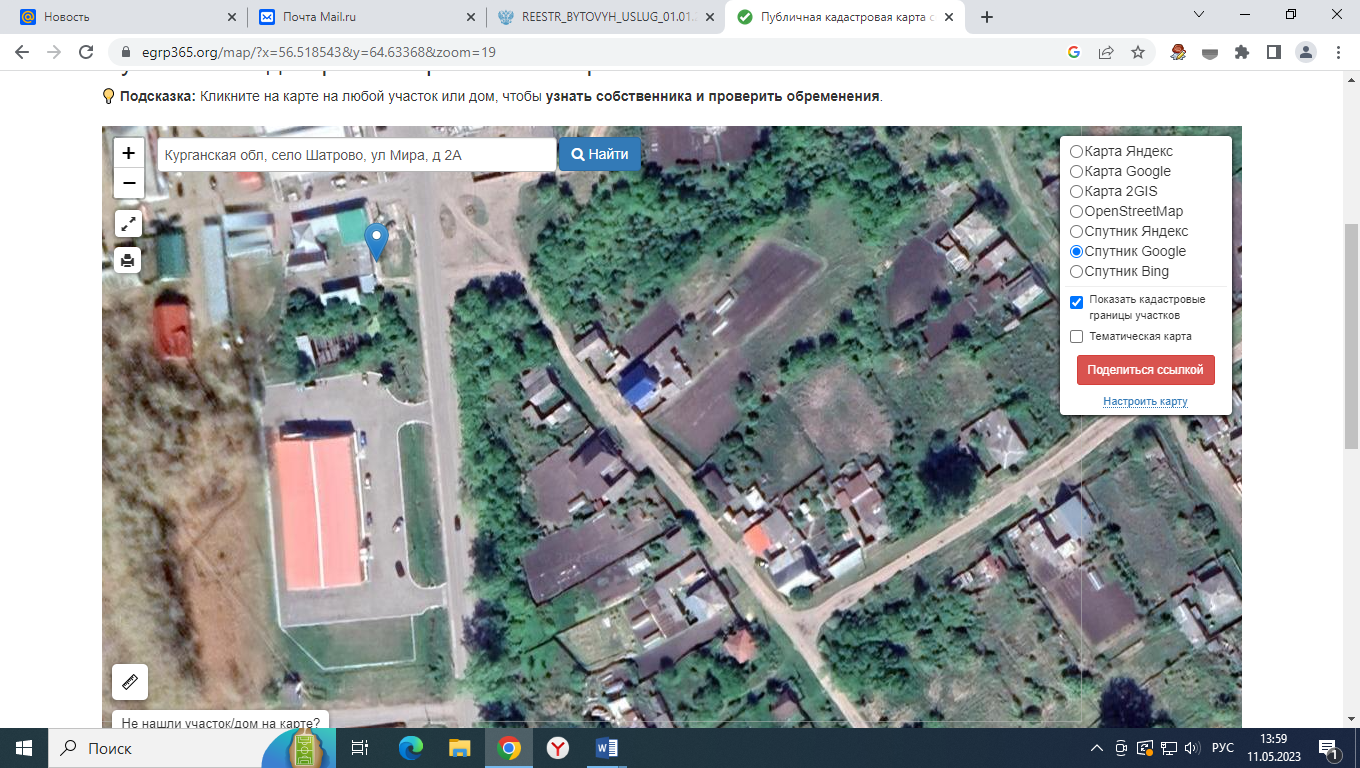 Новость
Почта Mail.ru
REESTR_BYTOVYH_USLUG_01.01.
Публичная кадастровая карта с
egrp365.org/map/?x=56.518543&y=64.63368&zoom=19
Подсказка: Кликните на карте на любой участок или дом, чтобы узнать собственника и проверить обременения.
+
Курганская обл, село Шатрово, ул Мира, д 2А
Найти
−
Карта Яндекс
Карта Google
Карта 2GIS
OpenStreetMap
Спутник Яндекс
Спутник Google
Спутник Bing
Показать кадастровые
границы участков
Тематическая карта
Поделиться ссылкой
Настроить карту
Не нашли участок/дом на карте?
Поиск
РУС
13:59
11.05.2023
1